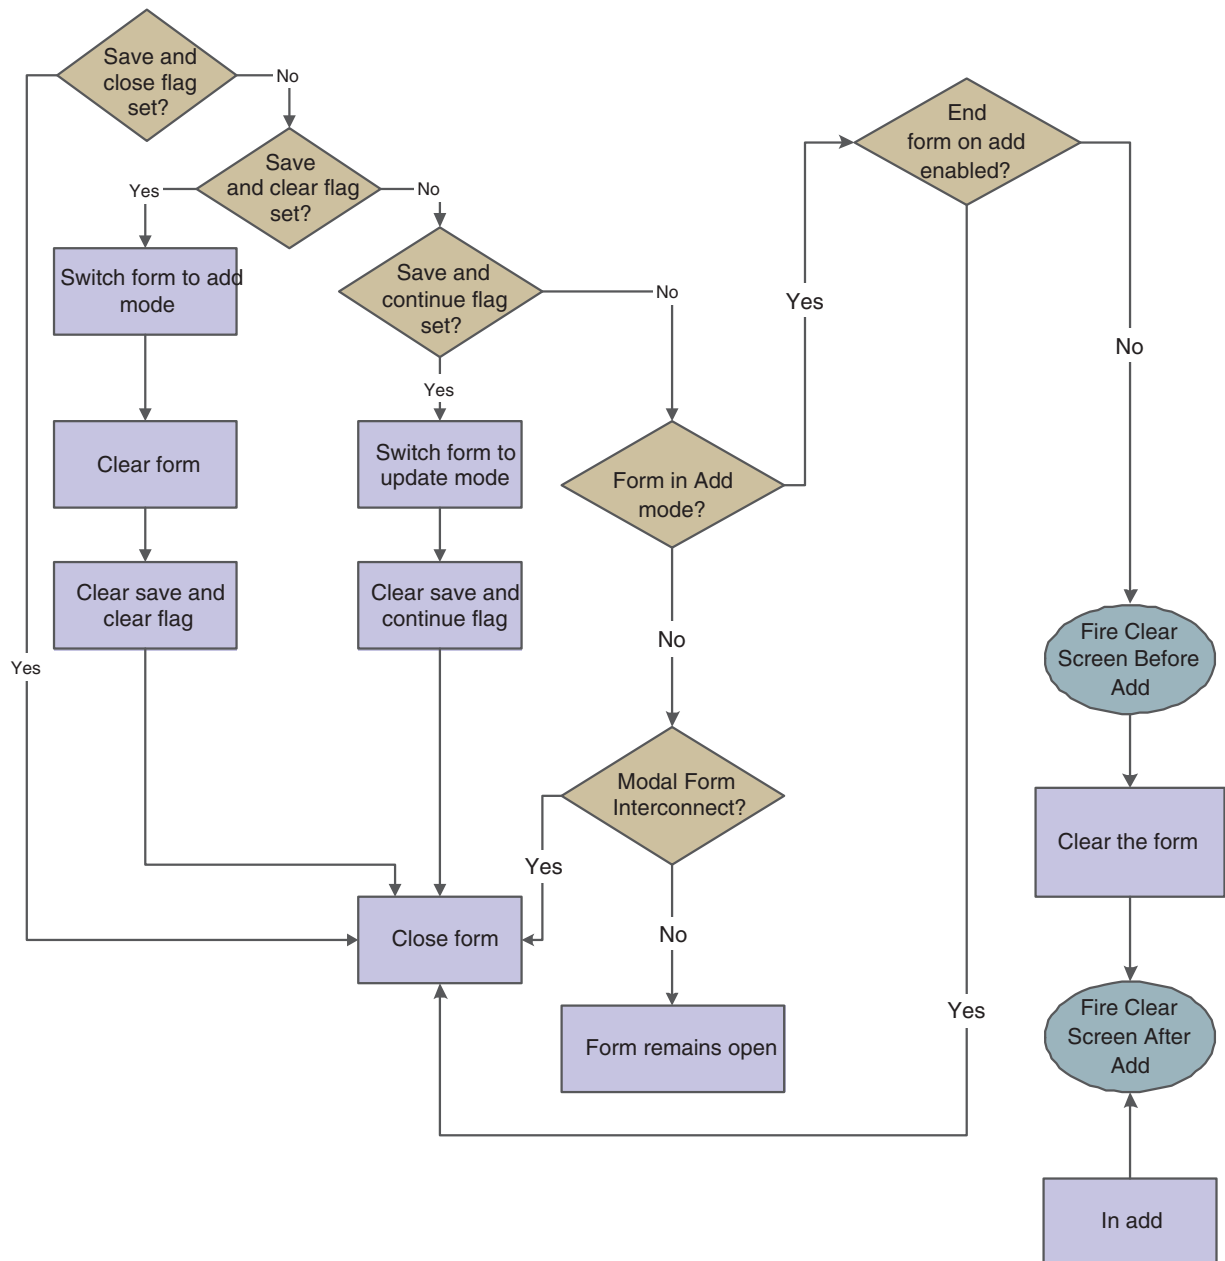 Save and
close flag
set?
No
Save
and clear flag
set?
Yes
No
Switch form to add
mode
Clear form
Clear save and
clear flag
Save and
continue flag
set?
No
Yes
Switch form to
update mode
Clear save and
continue flag
Yes
Form in Add
mode?
Yes
No
Modal Form
Interconnect?
Yes
No
Close form
Form remains open
End
form on add
enabled?
No
Yes
Fire Clear
Screen Before
Add
Clear the form
Fire Clear
Screen After
Add
In add